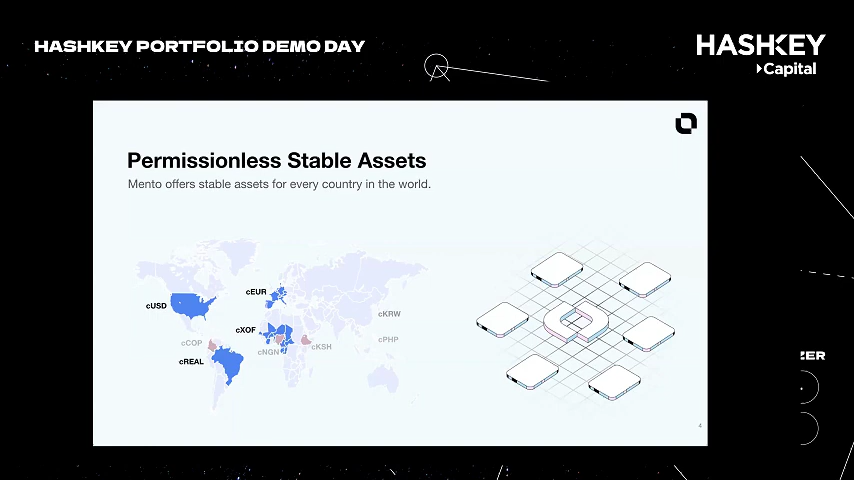 HASHKEY PORTFOLIO DEMO DAY
HASHKEY
Capital
Permissionless Stable Assets
Mento offers stable assets for every country in the world.
cEUR
cUSD
cKRW
cXOF
cCOP
cNGN
cKSH
cPHP
cREAL
4